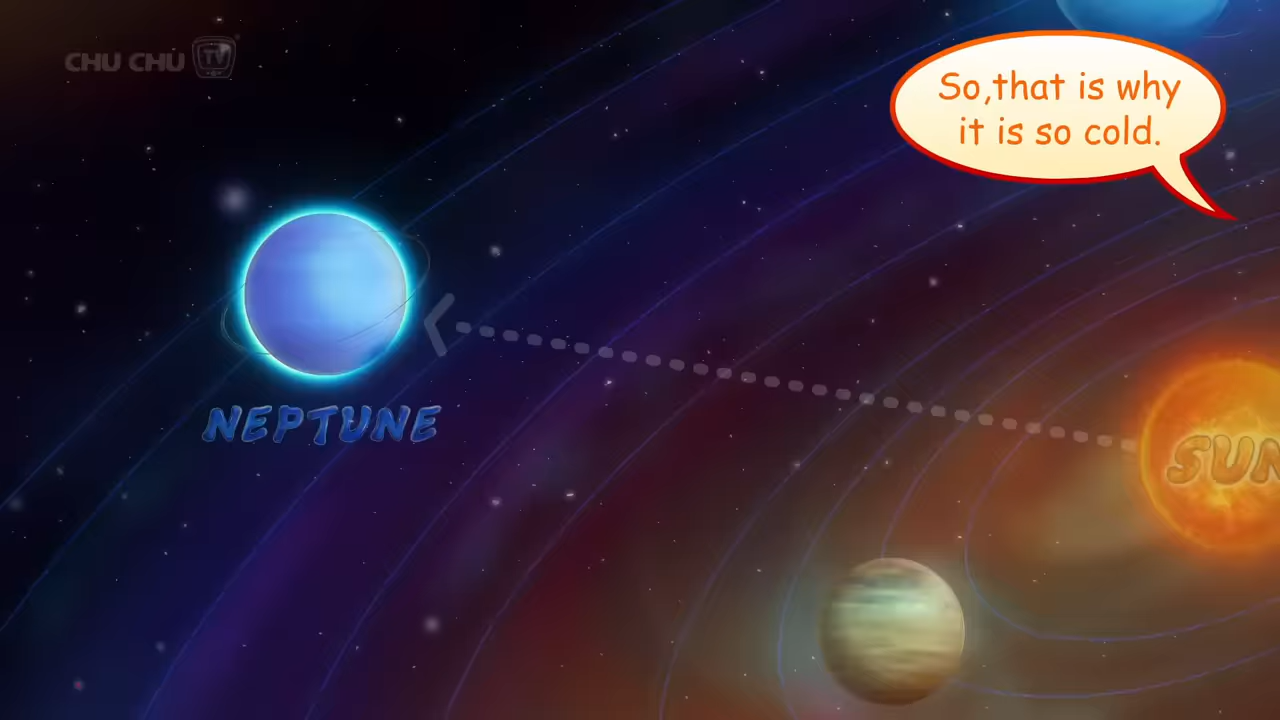 CHU CHU TV
So,that is why
it is so cold.
NEPTUNE
SUN